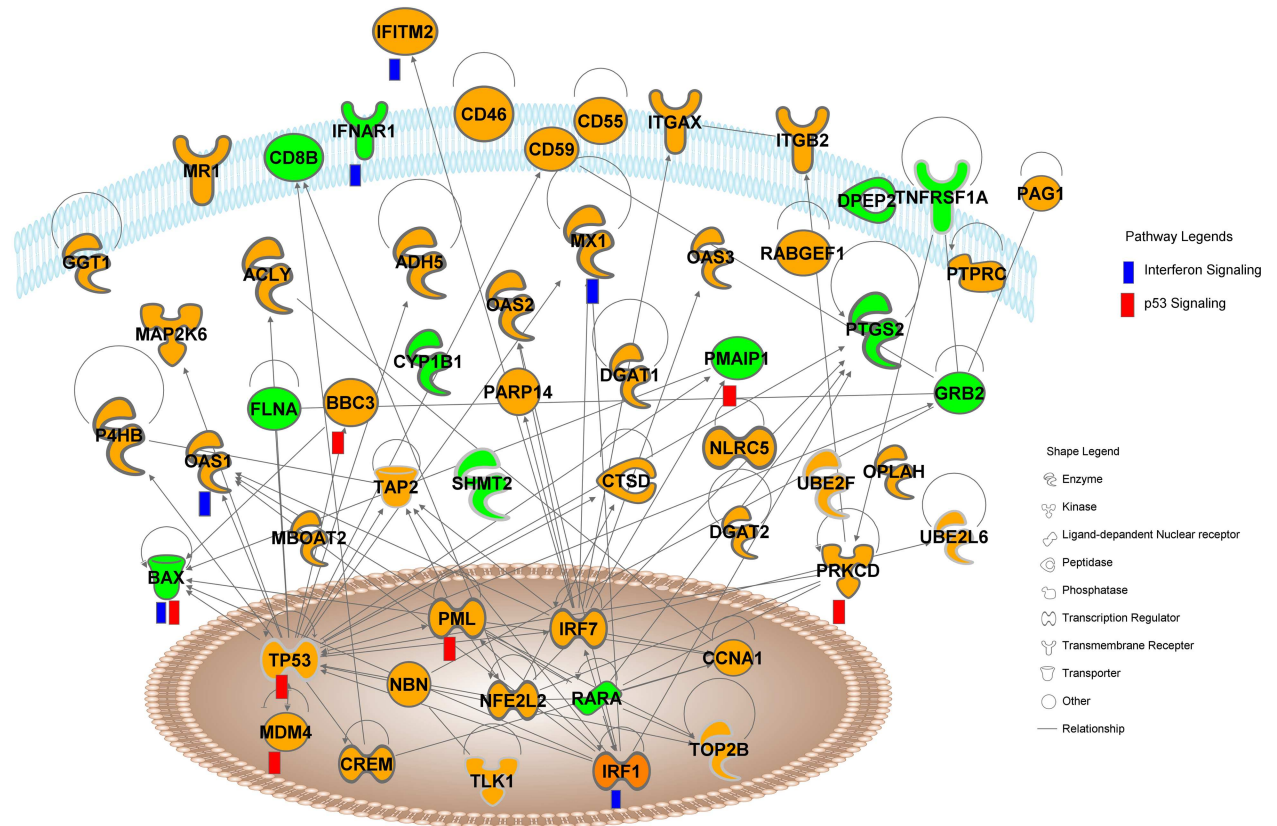 IFITM2
CD46
CD55
ITGAX
IFNAR1
ITGB2
CD8B
CD59
MR1
DPEP2
TNFRSF1A
PAG1
GGT1
ACLY
ADH5
MX1
OAS3
RABGEF1
PTPRC
Pathway Legends
Interferon Signaling
p53 Signaling
MAP2K6
OAS2
PTGS2
CYP1B1
PMAIP1
DGAT1
PARP14
GRB2
FLNA
BBC3
P4HB
OAS1
NLRC5
TAP2
SHMT2
CTSD
UBE2F
OPLAH
MBOAT2
DGAT2
UBE2L6
BAX
PRKCD
Shape Legend
Enzyme
Kinase
Ligand-depandent Nuclear receptor
Peptidase
Phosphatase
Transcription Regulator
Transmembrane Recepter
Transporter
Other
Relationship
PML
IRF7
TP53
CCNA1
NBN
NFE2L2
RARA
MDM4
TOP2B
CREM
TLK1
IRF1